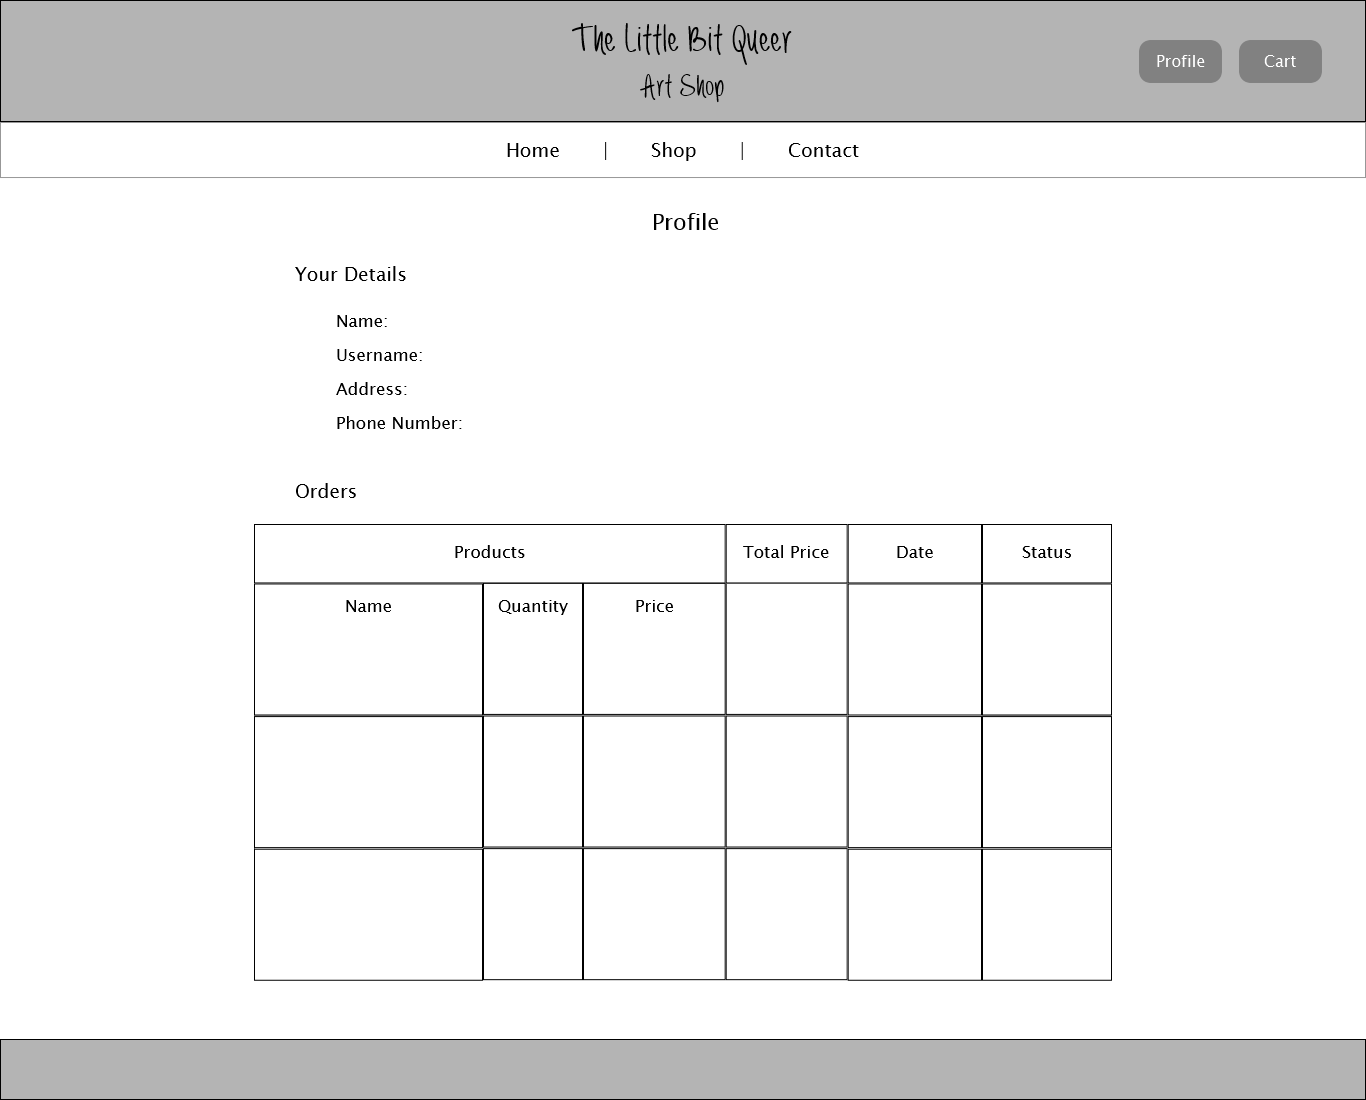 The Little Bit Queer
Art Shop
Profile Cart
Home | Shop | Contact
Profile
Your Details
Name:
Username:
Address:
Phone Number:
Orders
Products Total Price Date Status
Name Quantity Price